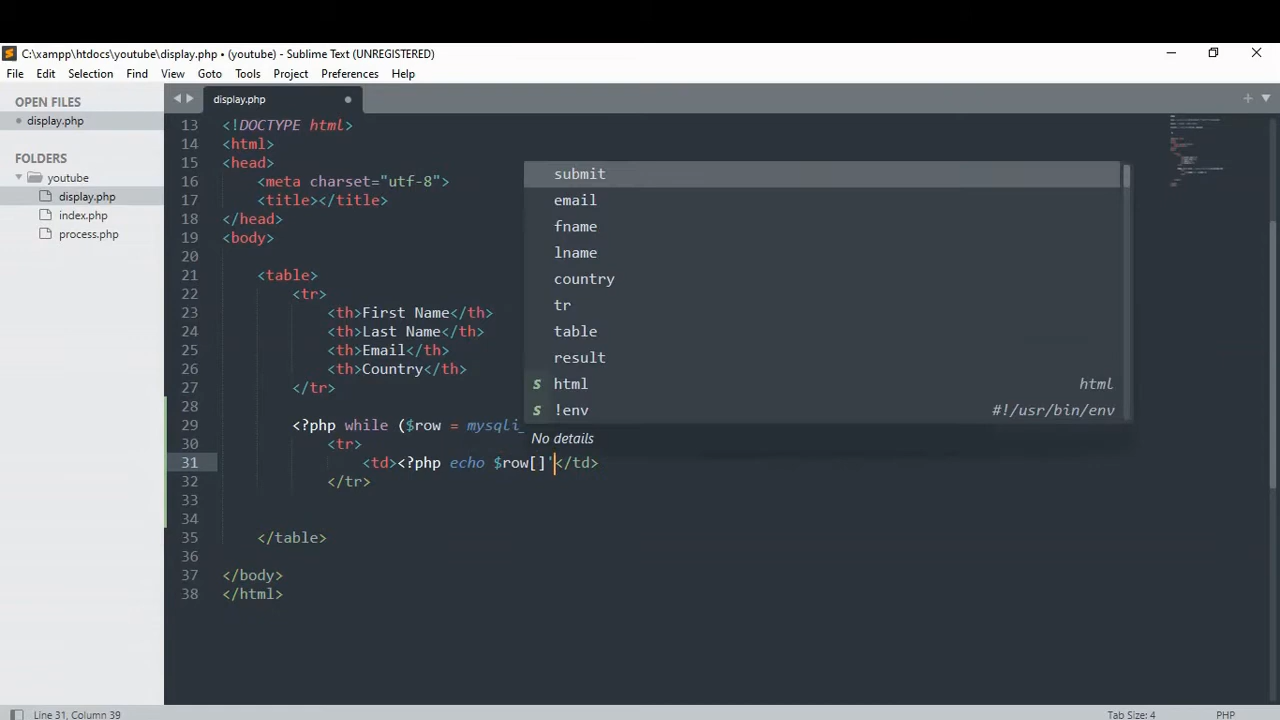 C:\xampp\htdocs\youtube\display.php • (youtube) - Sublime Text (UNREGISTERED)
File Edit Selection Find View Goto Tools Project Preferences Help
OPEN FILES
display.php
FOLDERS
youtube
display.php
index.php
process.php
display.php
13 <!DOCTYPE html>
14 <html>
15 <head>
16 <meta charset="utf-8">
17 <title></title>
18 </head>
19 <body>
20
21 <table>
22 <tr>
23 <th>First Name</th>
24 <th>Last Name</th>
25 <th>Email</th>
26 <th>Country</th>
27 </tr>
28
29 <?php while ($row = mysqli_
30 <tr>
31 <td><?php echo $row[]'</td>
32 </tr>
33
34
35 </table>
36
37 </body>
38 </html>
submit
email
fname
lname
country
tr
table
result
s html html
s !env #!/usr/bin/env
No details
Line 31, Column 39 Tab Size: 4 PHP